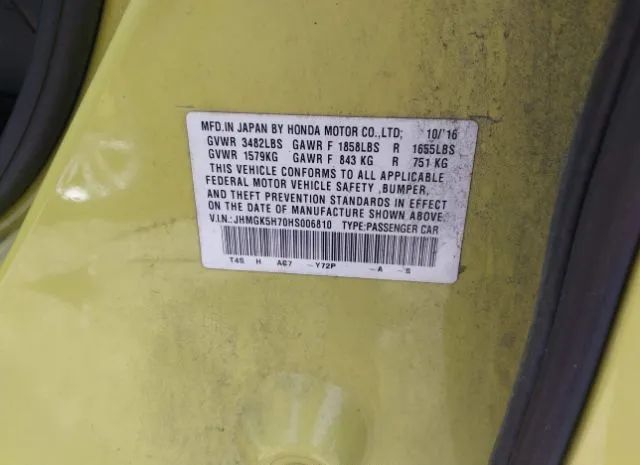 MFD.IN JAPAN BY HONDA MOTOR CO.,LTD; 10/'16
GVWR 3482LBS GAWR F 1858LBS R 1655LBS
GVWR 1579KG GAWR F 843 KG R 751 KG
THIS VEHICLE CONFORMS TO ALL APPLICABLE
FEDERAL MOTOR VEHICLE SAFETY ,BUMPER,
AND THEFT PREVENTION STANDARDS IN EFFECT
ON THE DATE OF MANUFACTURE SHOWN ABOVE.
V.I.N.:JHMGK5H70HS006810 TYPE:PASSENGER CAR
T4S H AG7 -Y72P -A -S